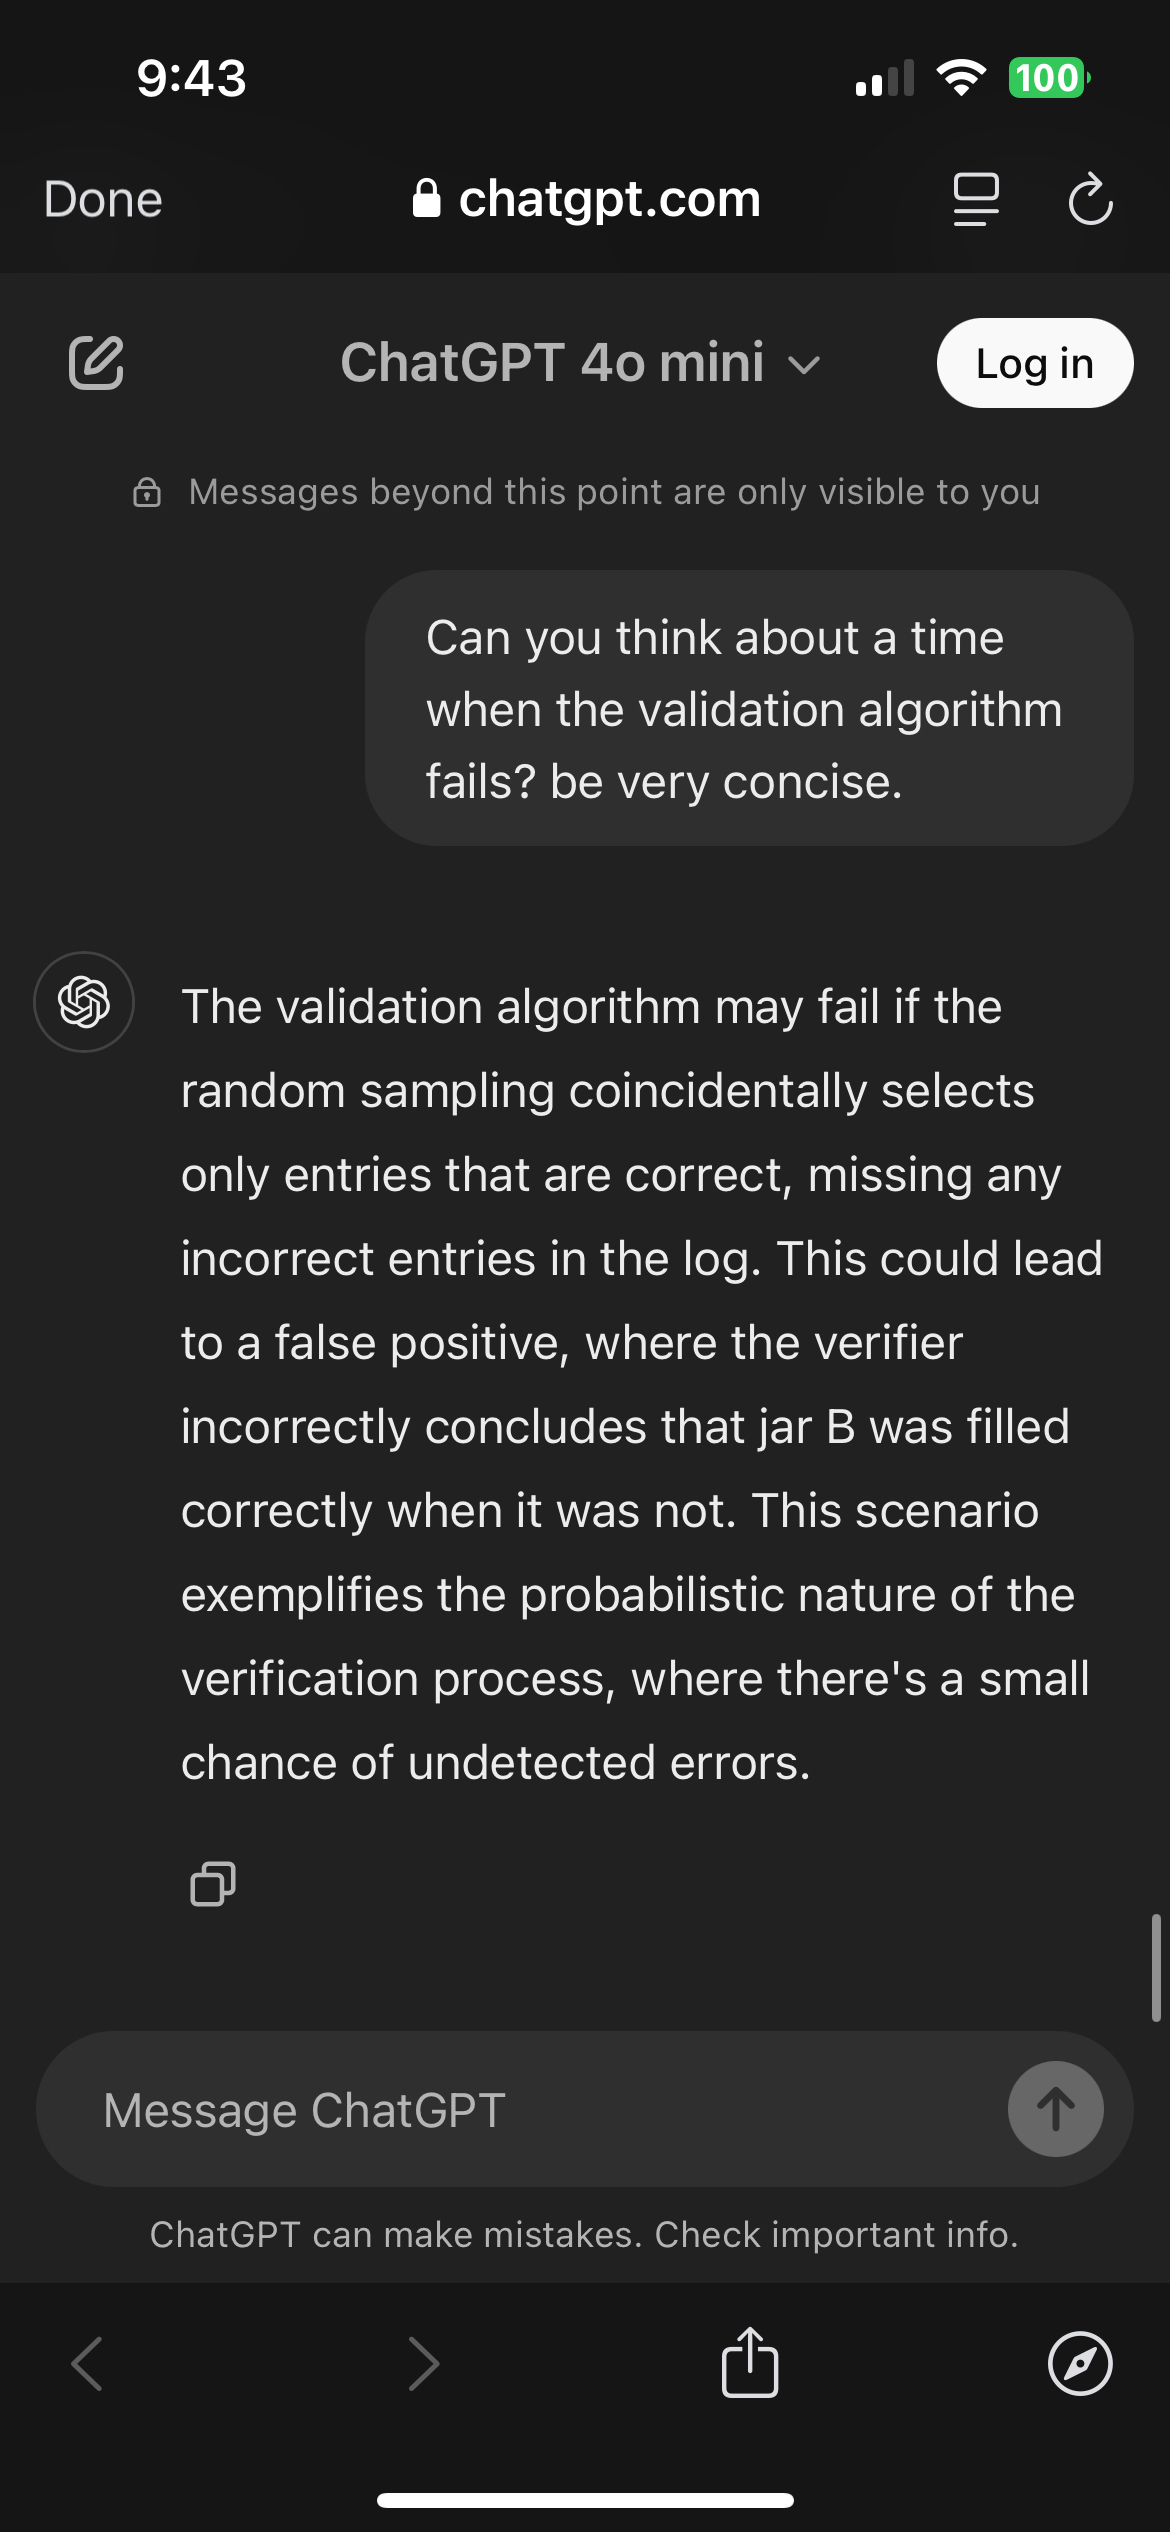 9:43
100
Done
chatgpt.com
ChatGPT 4o mini
Log in
Messages beyond this point are only visible to you
Can you think about a time
when the validation algorithm
fails? be very concise.
The validation algorithm may fail if the
random sampling coincidentally selects
only entries that are correct, missing any
incorrect entries in the log. This could lead
to a false positive, where the verifier
incorrectly concludes that jar B was filled
correctly when it was not. This scenario
exemplifies the probabilistic nature of the
verification process, where there's a small
chance of undetected errors.
Message ChatGPT
ChatGPT can make mistakes. Check important info.